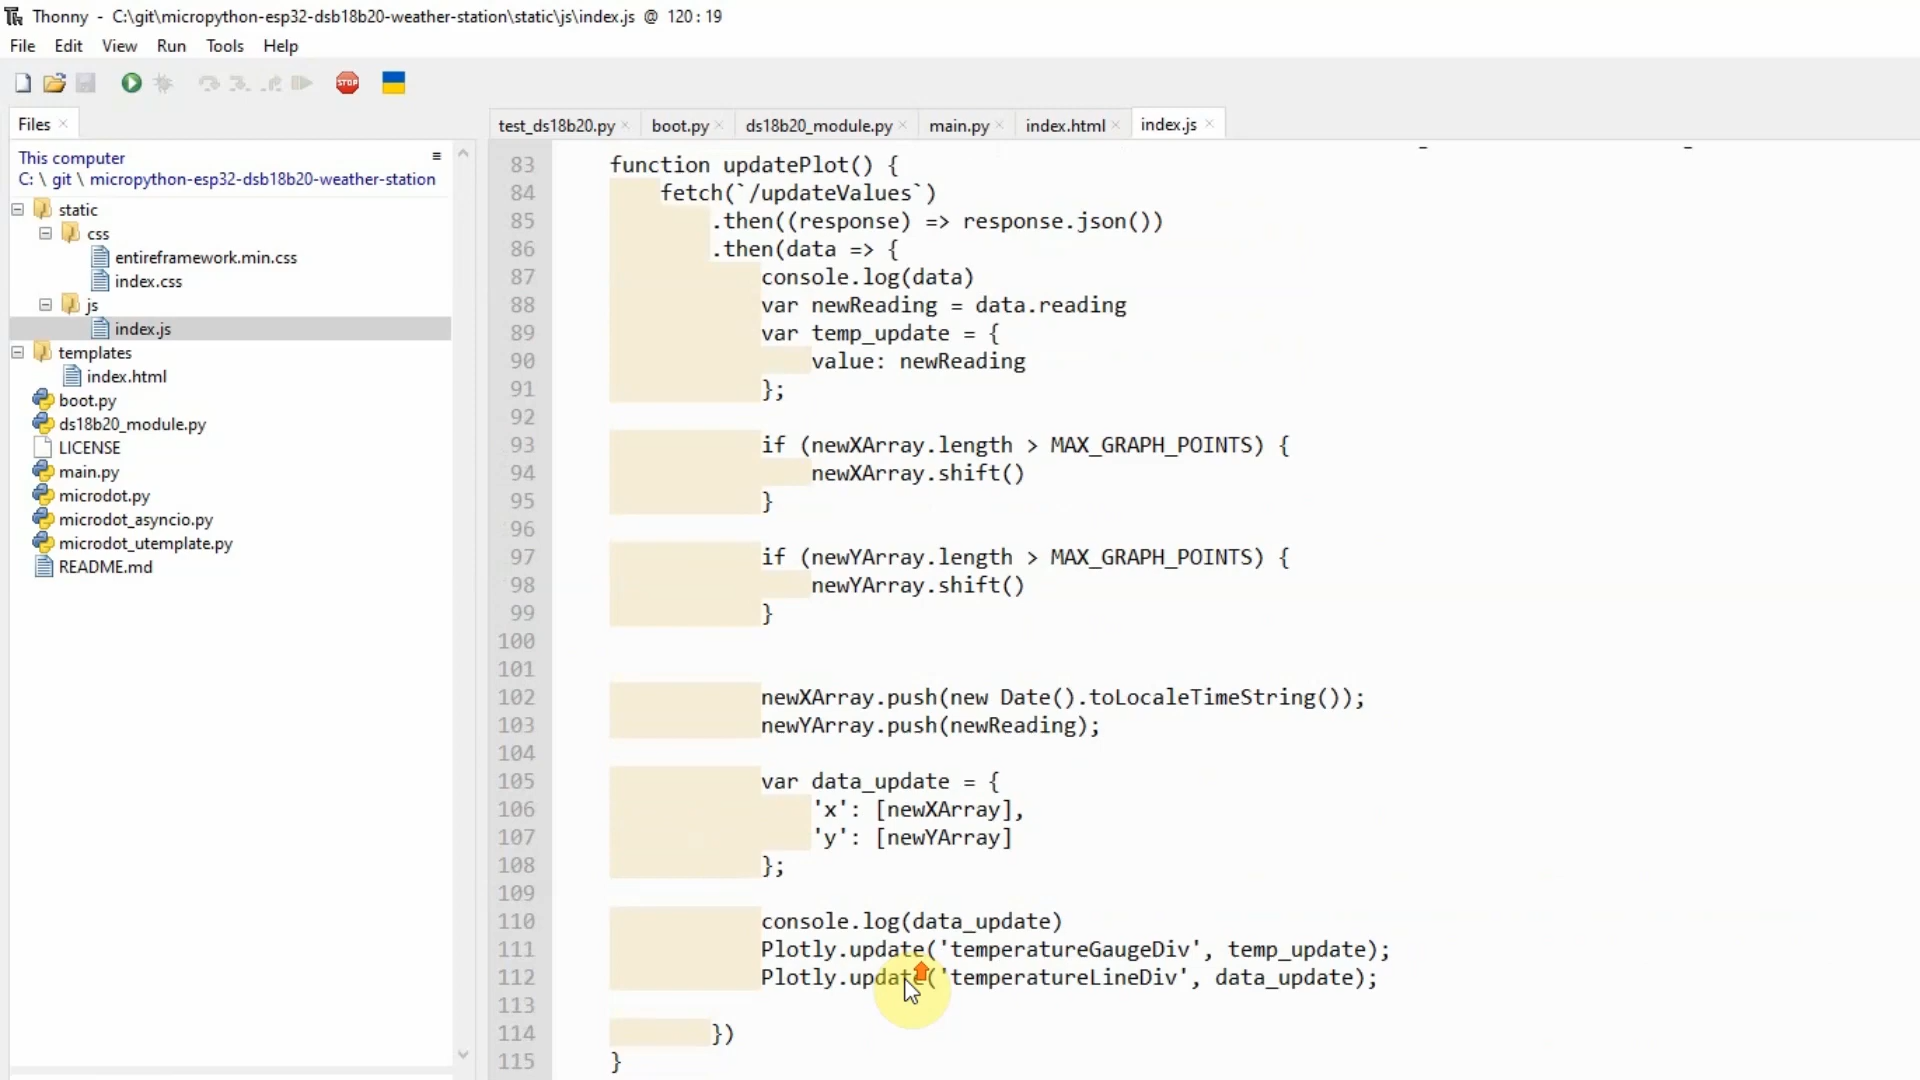 Thonny - C:\git\micropython-esp32-dsb18b20-weather-station\static\js\index.js @ 120:19
File Edit View Run Tools Help
STOP
Files
test_ds18b20.py boot.py ds18b20_module.py main.py index.html index.js
This computer
C: \ git \ micropython-esp32-dsb18b20-weather-station
static
css
entireframework.min.css
index.css
js
index.js
templates
index.html
boot.py
ds18b20_module.py
LICENSE
main.py
microdot.py
microdot_asyncio.py
microdot_utemplate.py
README.md
83 function updatePlot() {
84 fetch(`/updateValues`)
85 .then((response) => response.json())
86 .then(data => {
87 console.log(data)
88 var newReading = data.reading
89 var temp_update = {
90 value: newReading
91 };
92
93 if (newXArray.length > MAX_GRAPH_POINTS) {
94 newXArray.shift()
95 }
96
97 if (newYArray.length > MAX_GRAPH_POINTS) {
98 newYArray.shift()
99 }
100
101
102 newXArray.push(new Date().toLocaleTimeString());
103 newYArray.push(newReading);
104
105 var data_update = {
106 'x': [newXArray],
107 'y': [newYArray]
108 };
109
110 console.log(data_update)
111 Plotly.update('temperatureGaugeDiv', temp_update);
112 Plotly.update('temperatureLineDiv', data_update);
113
114 })
115 }